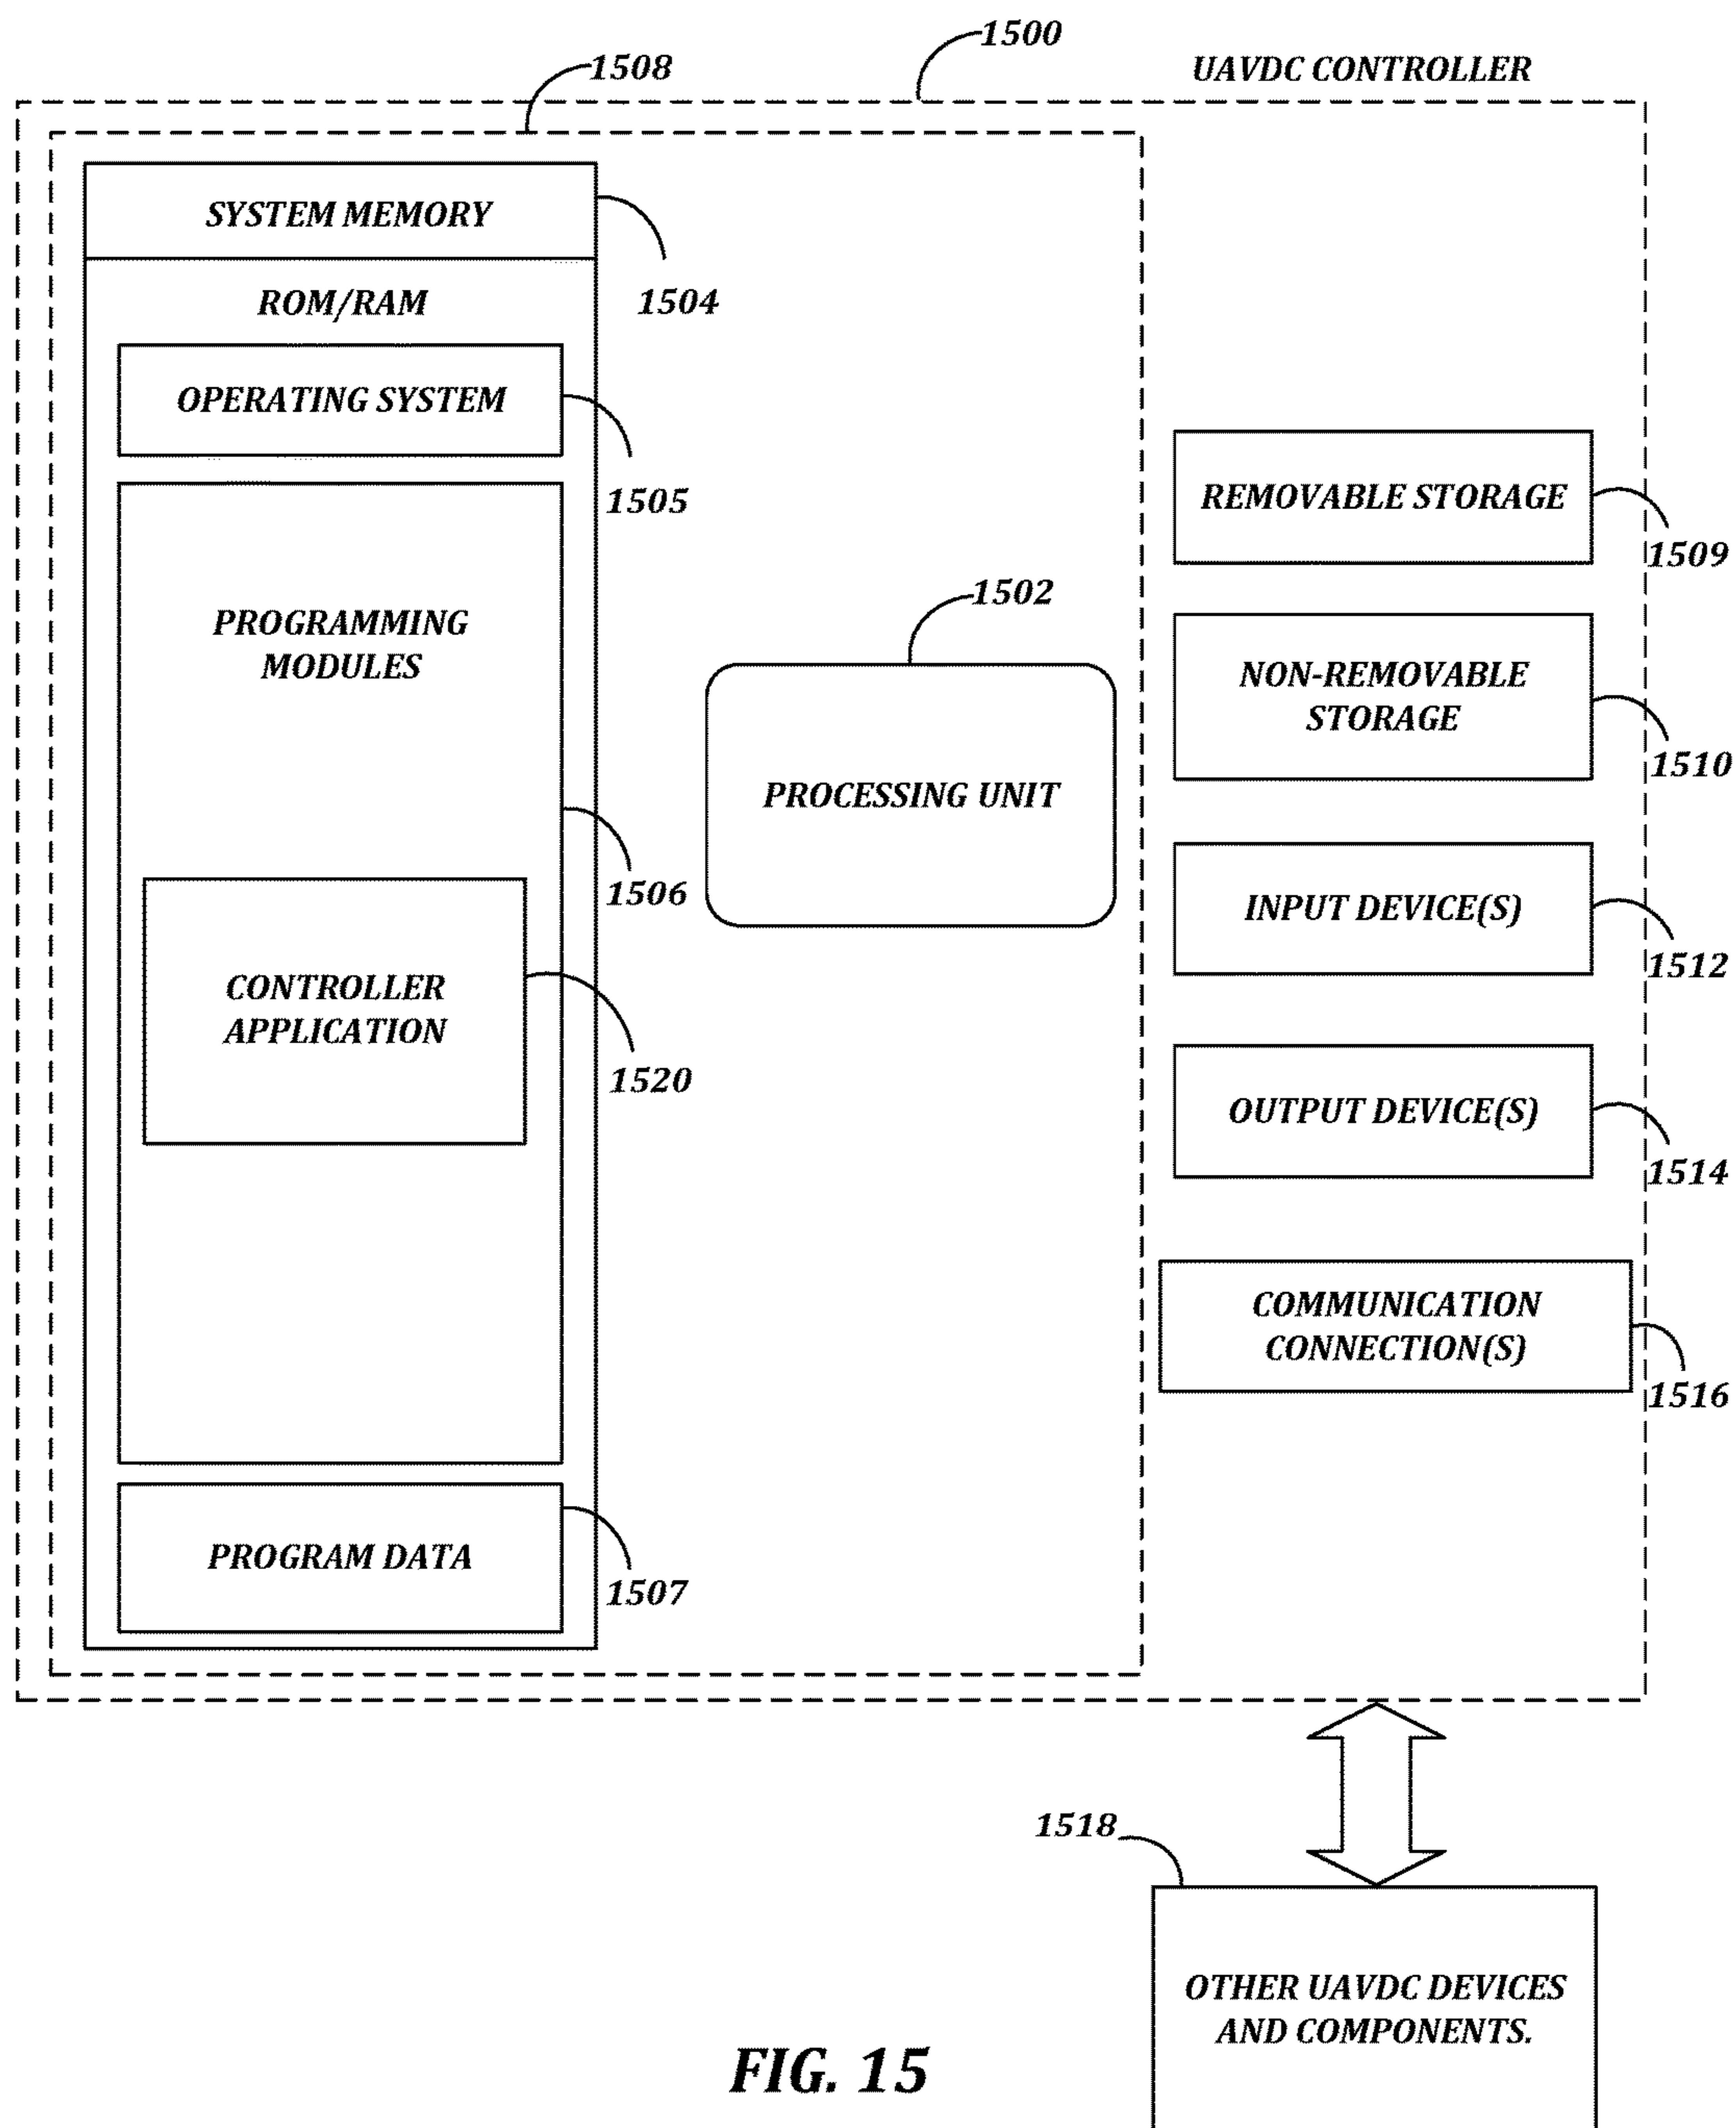 1500
1508
UAVDC CONTROLLER
SYSTEM MEMORY
1504
ROM/RAM
OPERATING SYSTEM
1505
PROGRAMMING
MODULES
1506
CONTROLLER
APPLICATION
1520
PROGRAM DATA
1507
1502
PROCESSING UNIT
REMOVABLE STORAGE
1509
NON-REMOVABLE
STORAGE
1510
INPUT DEVICE(S)
1512
OUTPUT DEVICE(S)
1514
COMMUNICATION
CONNECTION(S)
1516
1518
OTHER UAVDC DEVICES
AND COMPONENTS.
FIG. 15